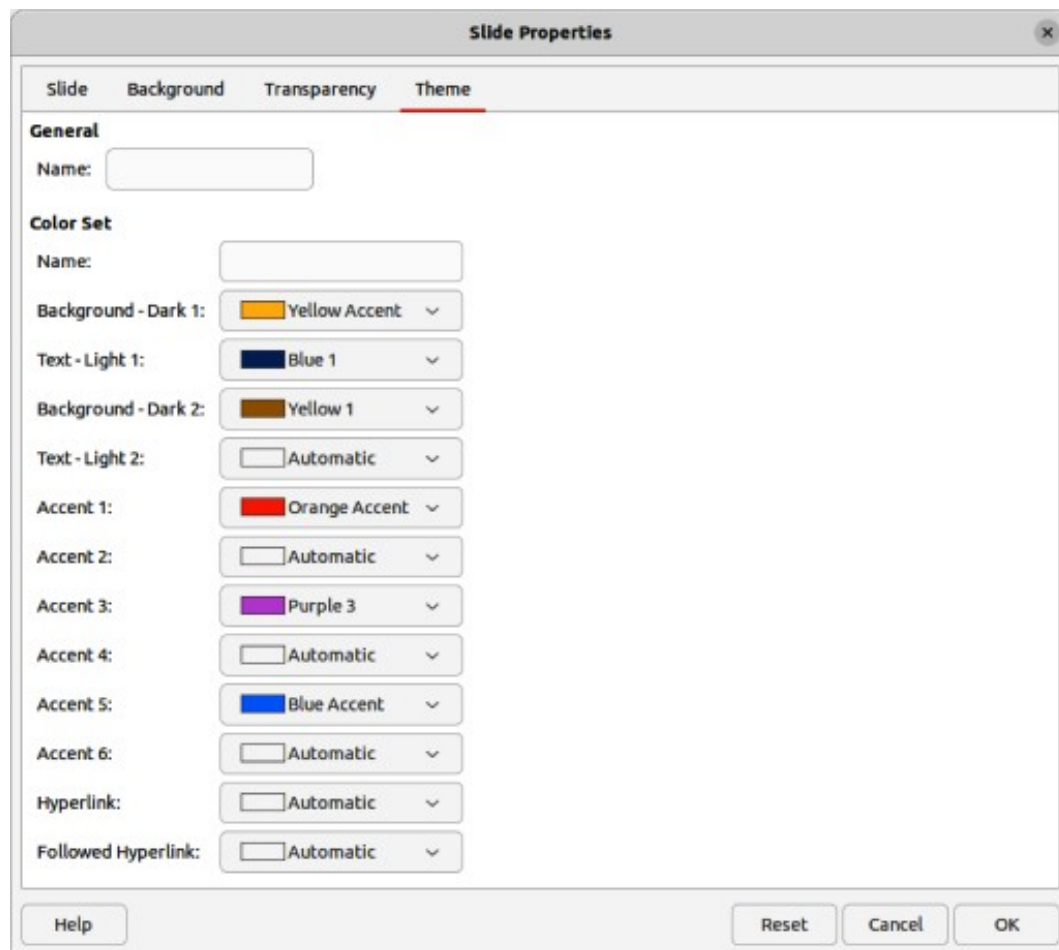 Slide Properties
Slide Background Transparency Theme
General
Name:
Color Set
Name:
Background - Dark 1: Yellow Accent
Text - Light 1: Blue 1
Background - Dark 2: Yellow 1
Text - Light 2: Automatic
Accent 1: Orange Accent
Accent 2: Automatic
Accent 3: Purple 3
Accent 4: Automatic
Accent 5: Blue Accent
Accent 6: Automatic
Hyperlink: Automatic
Followed Hyperlink: Automatic
Help Reset Cancel OK